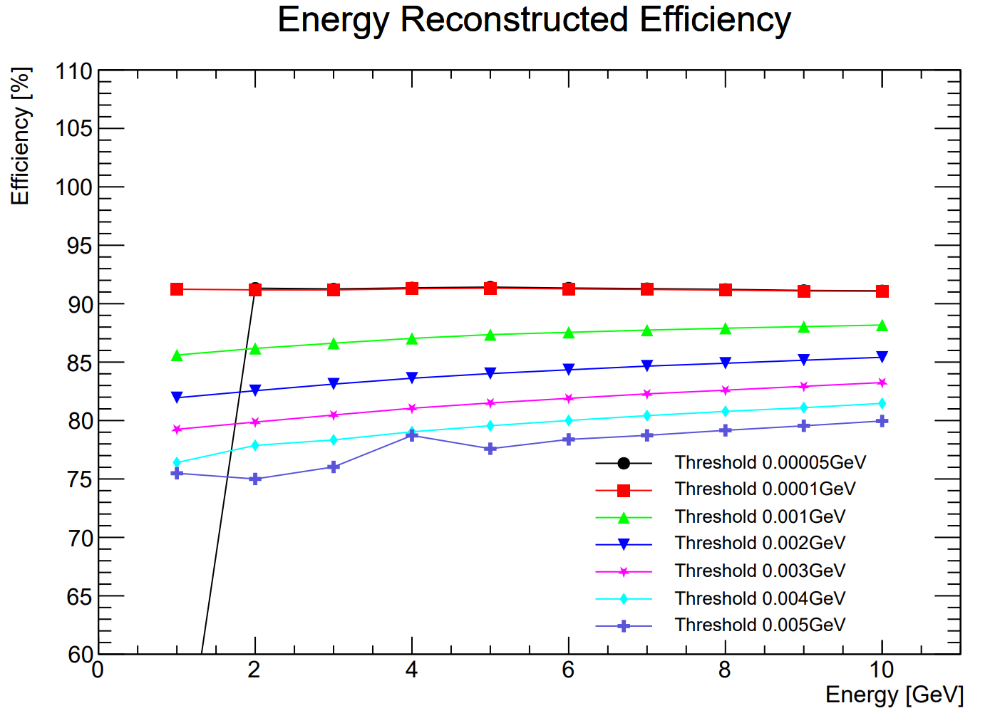 Energy Reconstructed Efficiency
Efficiency [%]
110
105
100
95
90
85
80
75
70
65
60
Threshold 0.00005GeV
Threshold 0.0001GeV
Threshold 0.001GeV
Threshold 0.002GeV
Threshold 0.003GeV
Threshold 0.004GeV
Threshold 0.005GeV
0 2 4 6 8 10
Energy [GeV]